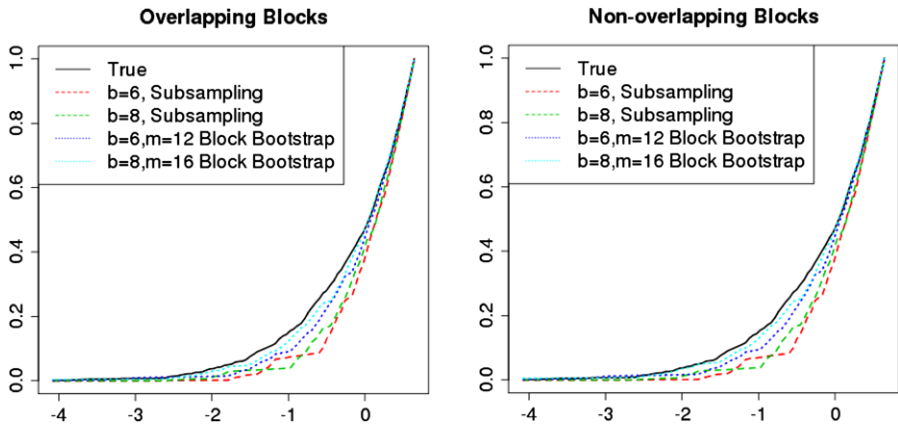 Overlapping Blocks
1.0
0.8
0.6
0.4
0.2
0.0
True
b=6, Subsampling
b=8, Subsampling
b=6,m=12 Block Bootstrap
b=8,m=16 Block Bootstrap
-4 -3 -2 -1 0
Non-overlapping Blocks
1.0
0.8
0.6
0.4
0.2
0.0
True
b=6, Subsampling
b=8, Subsampling
b=6,m=12 Block Bootstrap
b=8,m=16 Block Bootstrap
-4 -3 -2 -1 0